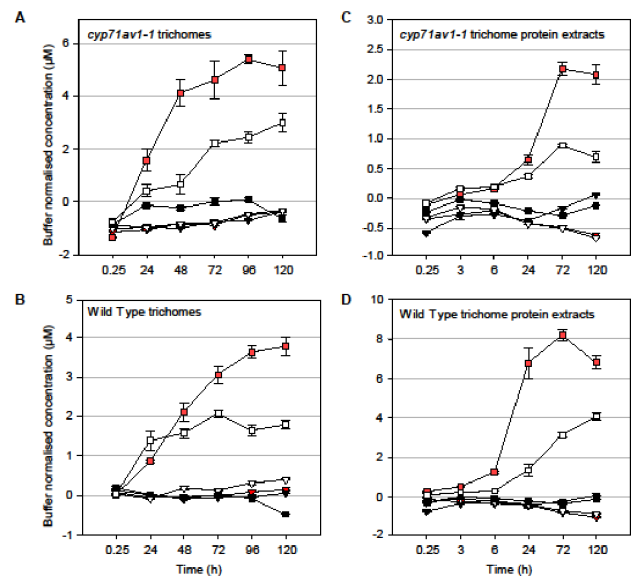 A
cyp71av1-1 trichomes
Buffer normalised concentration (µM)
6
4
2
0
-2
0.25 24 48 72 96 120
C
cyp71av1-1 trichome protein extracts
3.0
2.5
2.0
1.5
1.0
0.5
0.0
-0.5
-1.0
0.25 3 6 24 72 120
B
Wild Type trichomes
Buffer normalised concentration (µM)
5
4
3
2
1
0
-1
0.25 24 48 72 96 120
Time (h)
D
Wild Type trichome protein extracts
10
8
6
4
2
0
-2
0.25 3 6 24 72 120
Time (h)